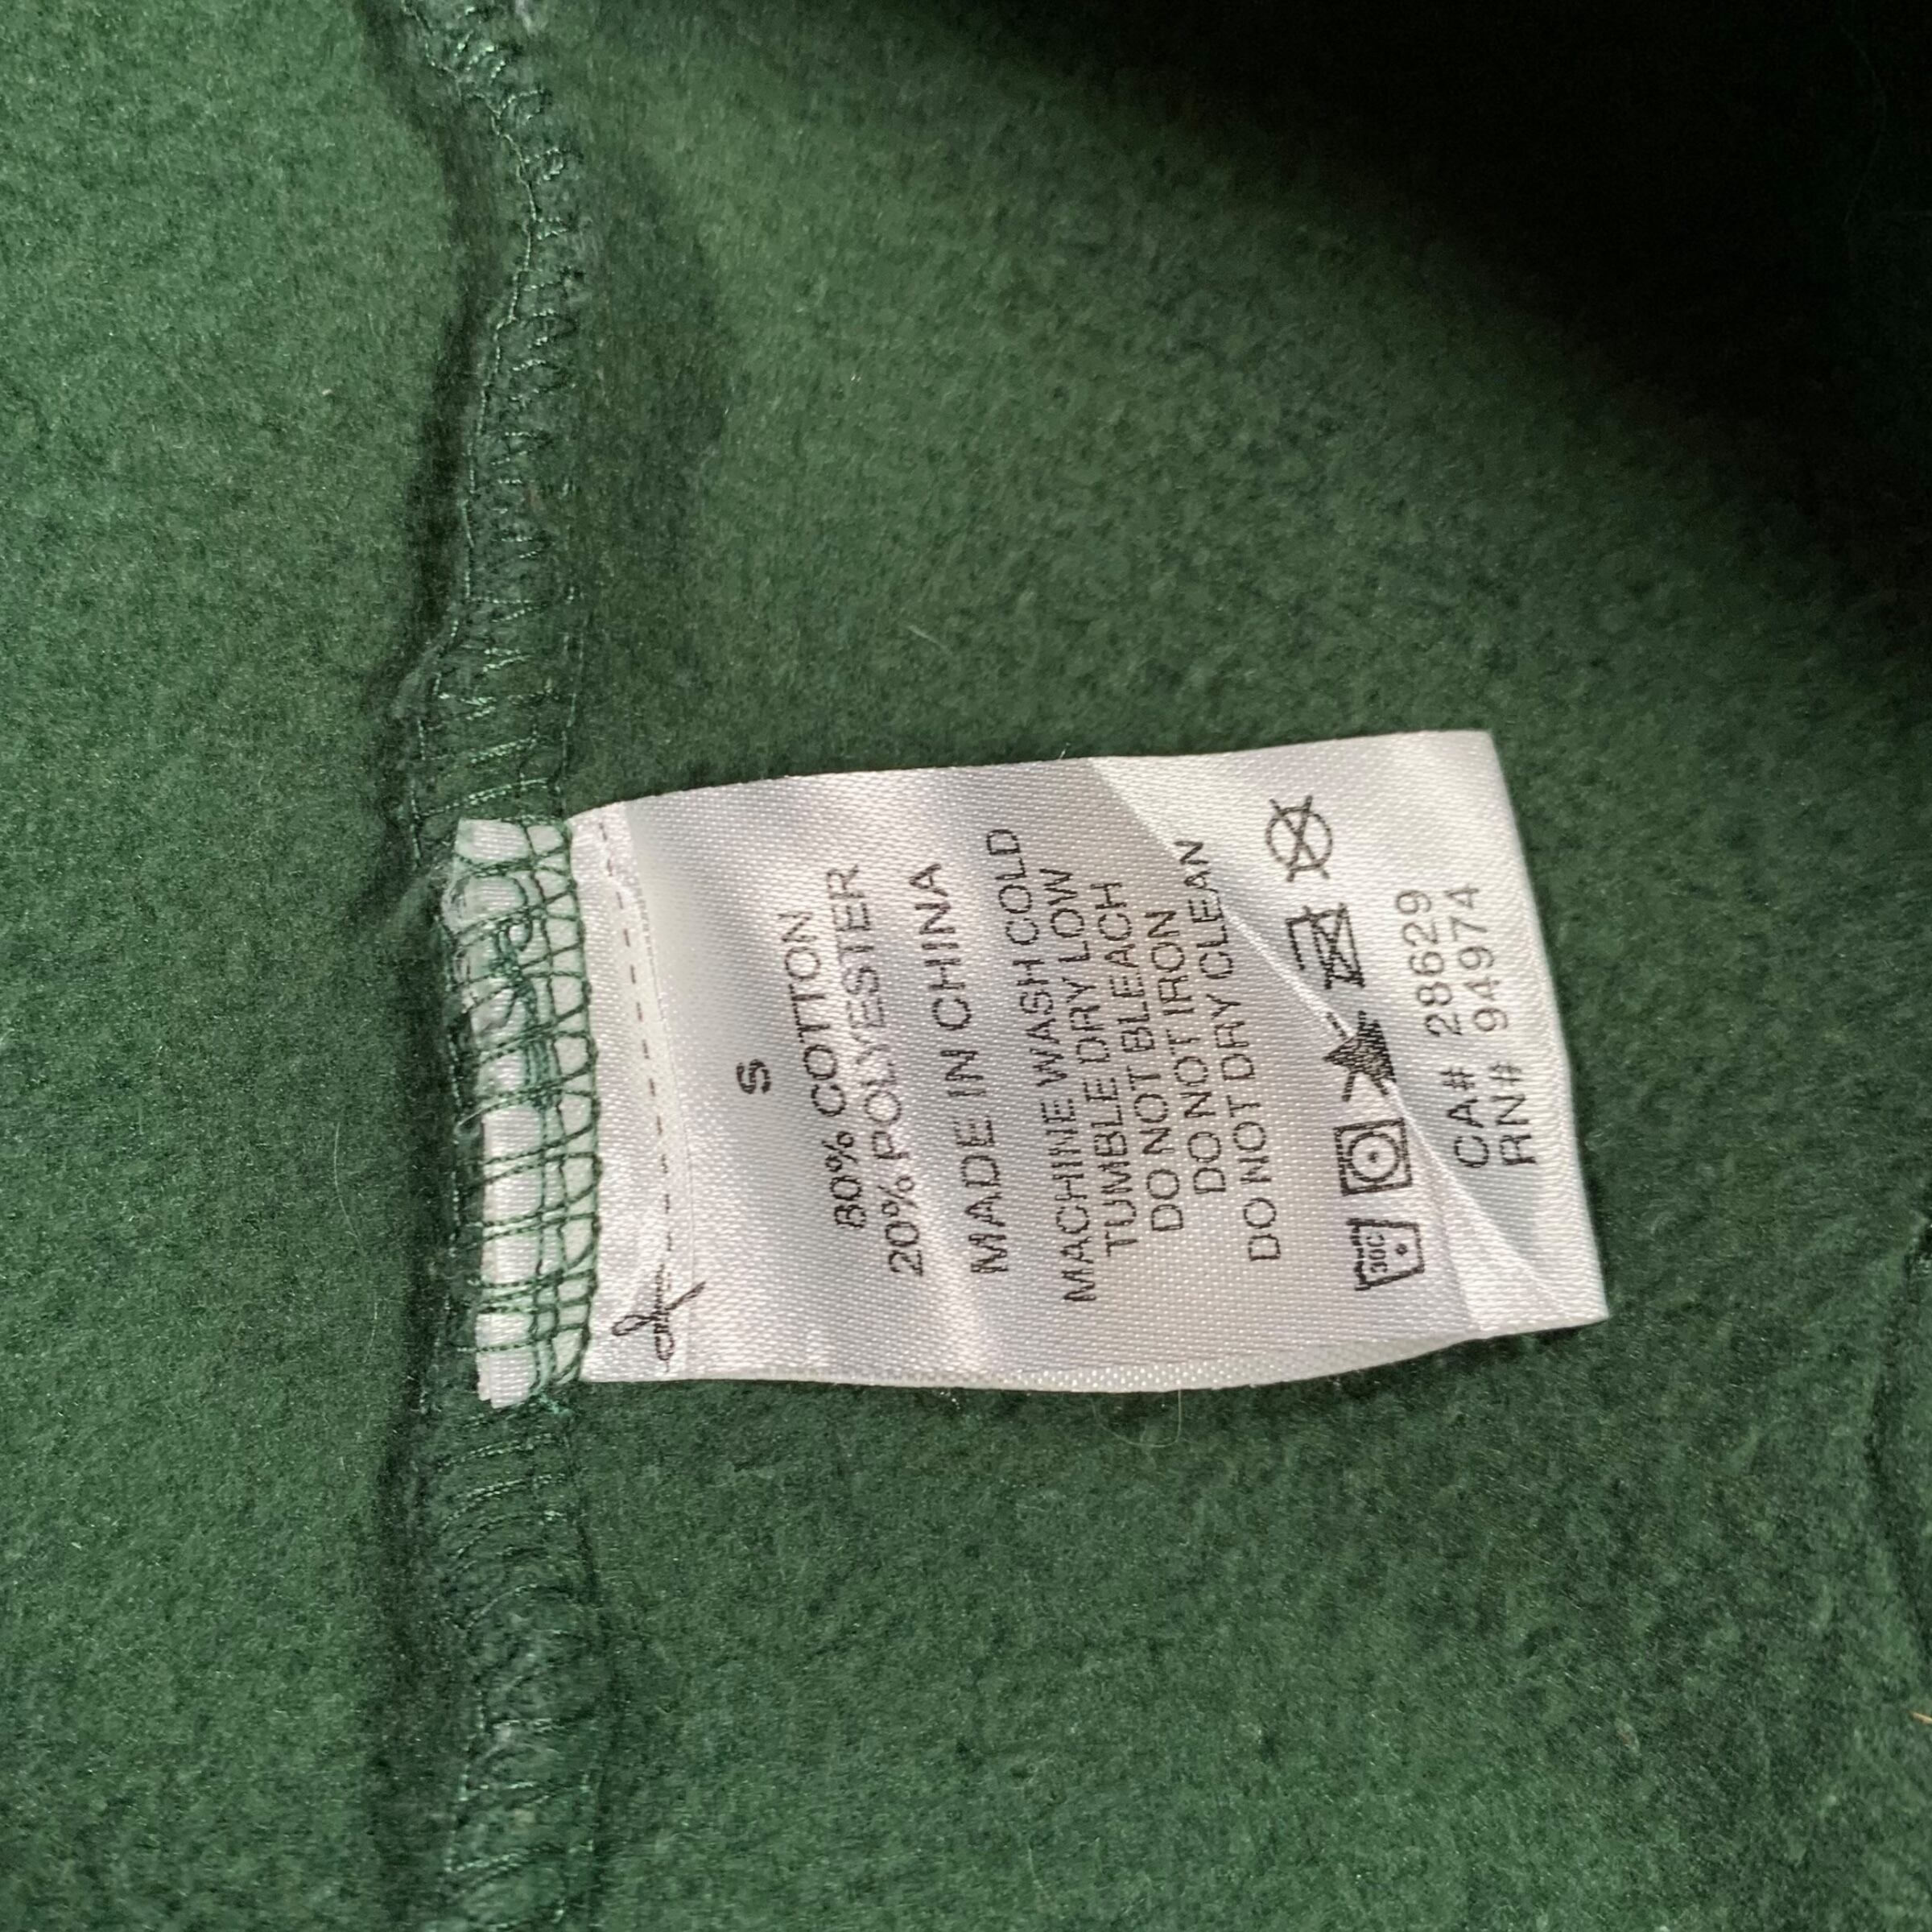 S
80% COTTON
20% POLYESTER
MADE IN CHINA
MACHINE WASH COLD
TUMBLE DRY LOW
DO NOT BLEACH
DO NOT IRON
DO NOT DRY CLEAN
30C
CA# 28629
RN# 94974